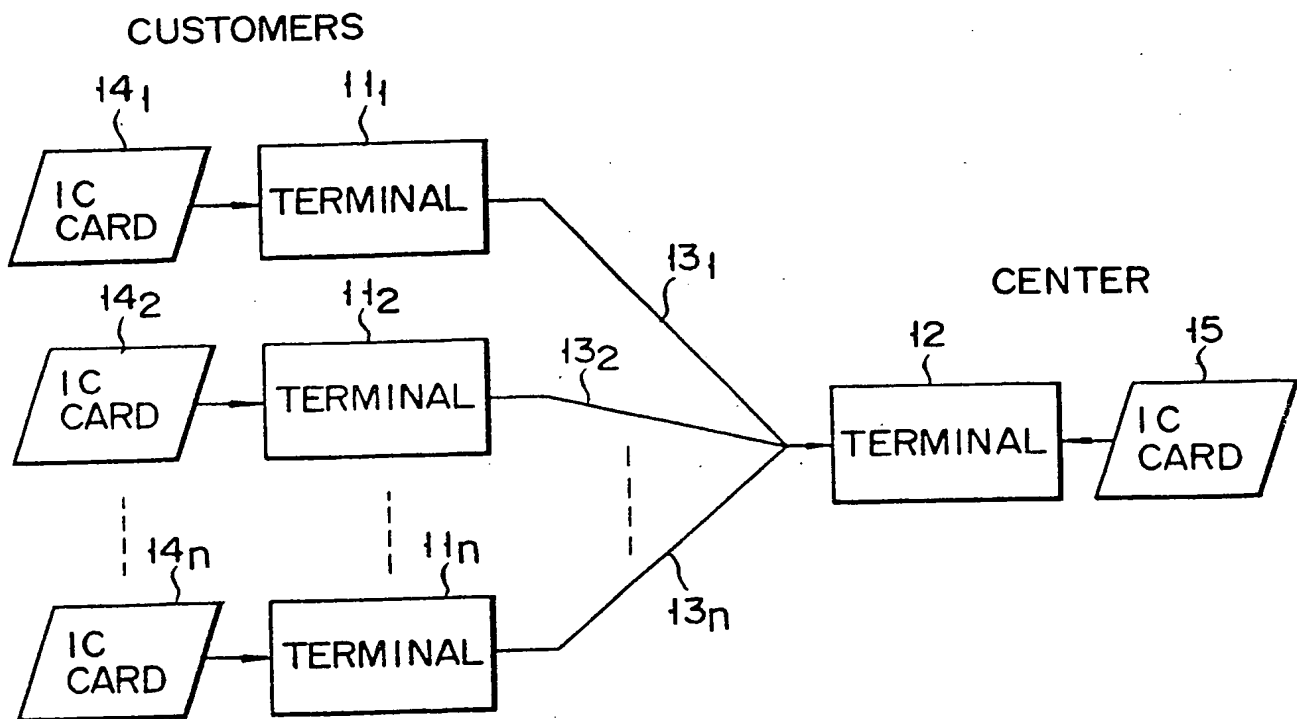 CUSTOMERS
14₁
11₁
IC
CARD
TERMINAL
13₁
CENTER
14₂
11₂
13₂
12
15
IC
CARD
TERMINAL
TERMINAL
IC
CARD
14n
11n
13n
IC
CARD
TERMINAL